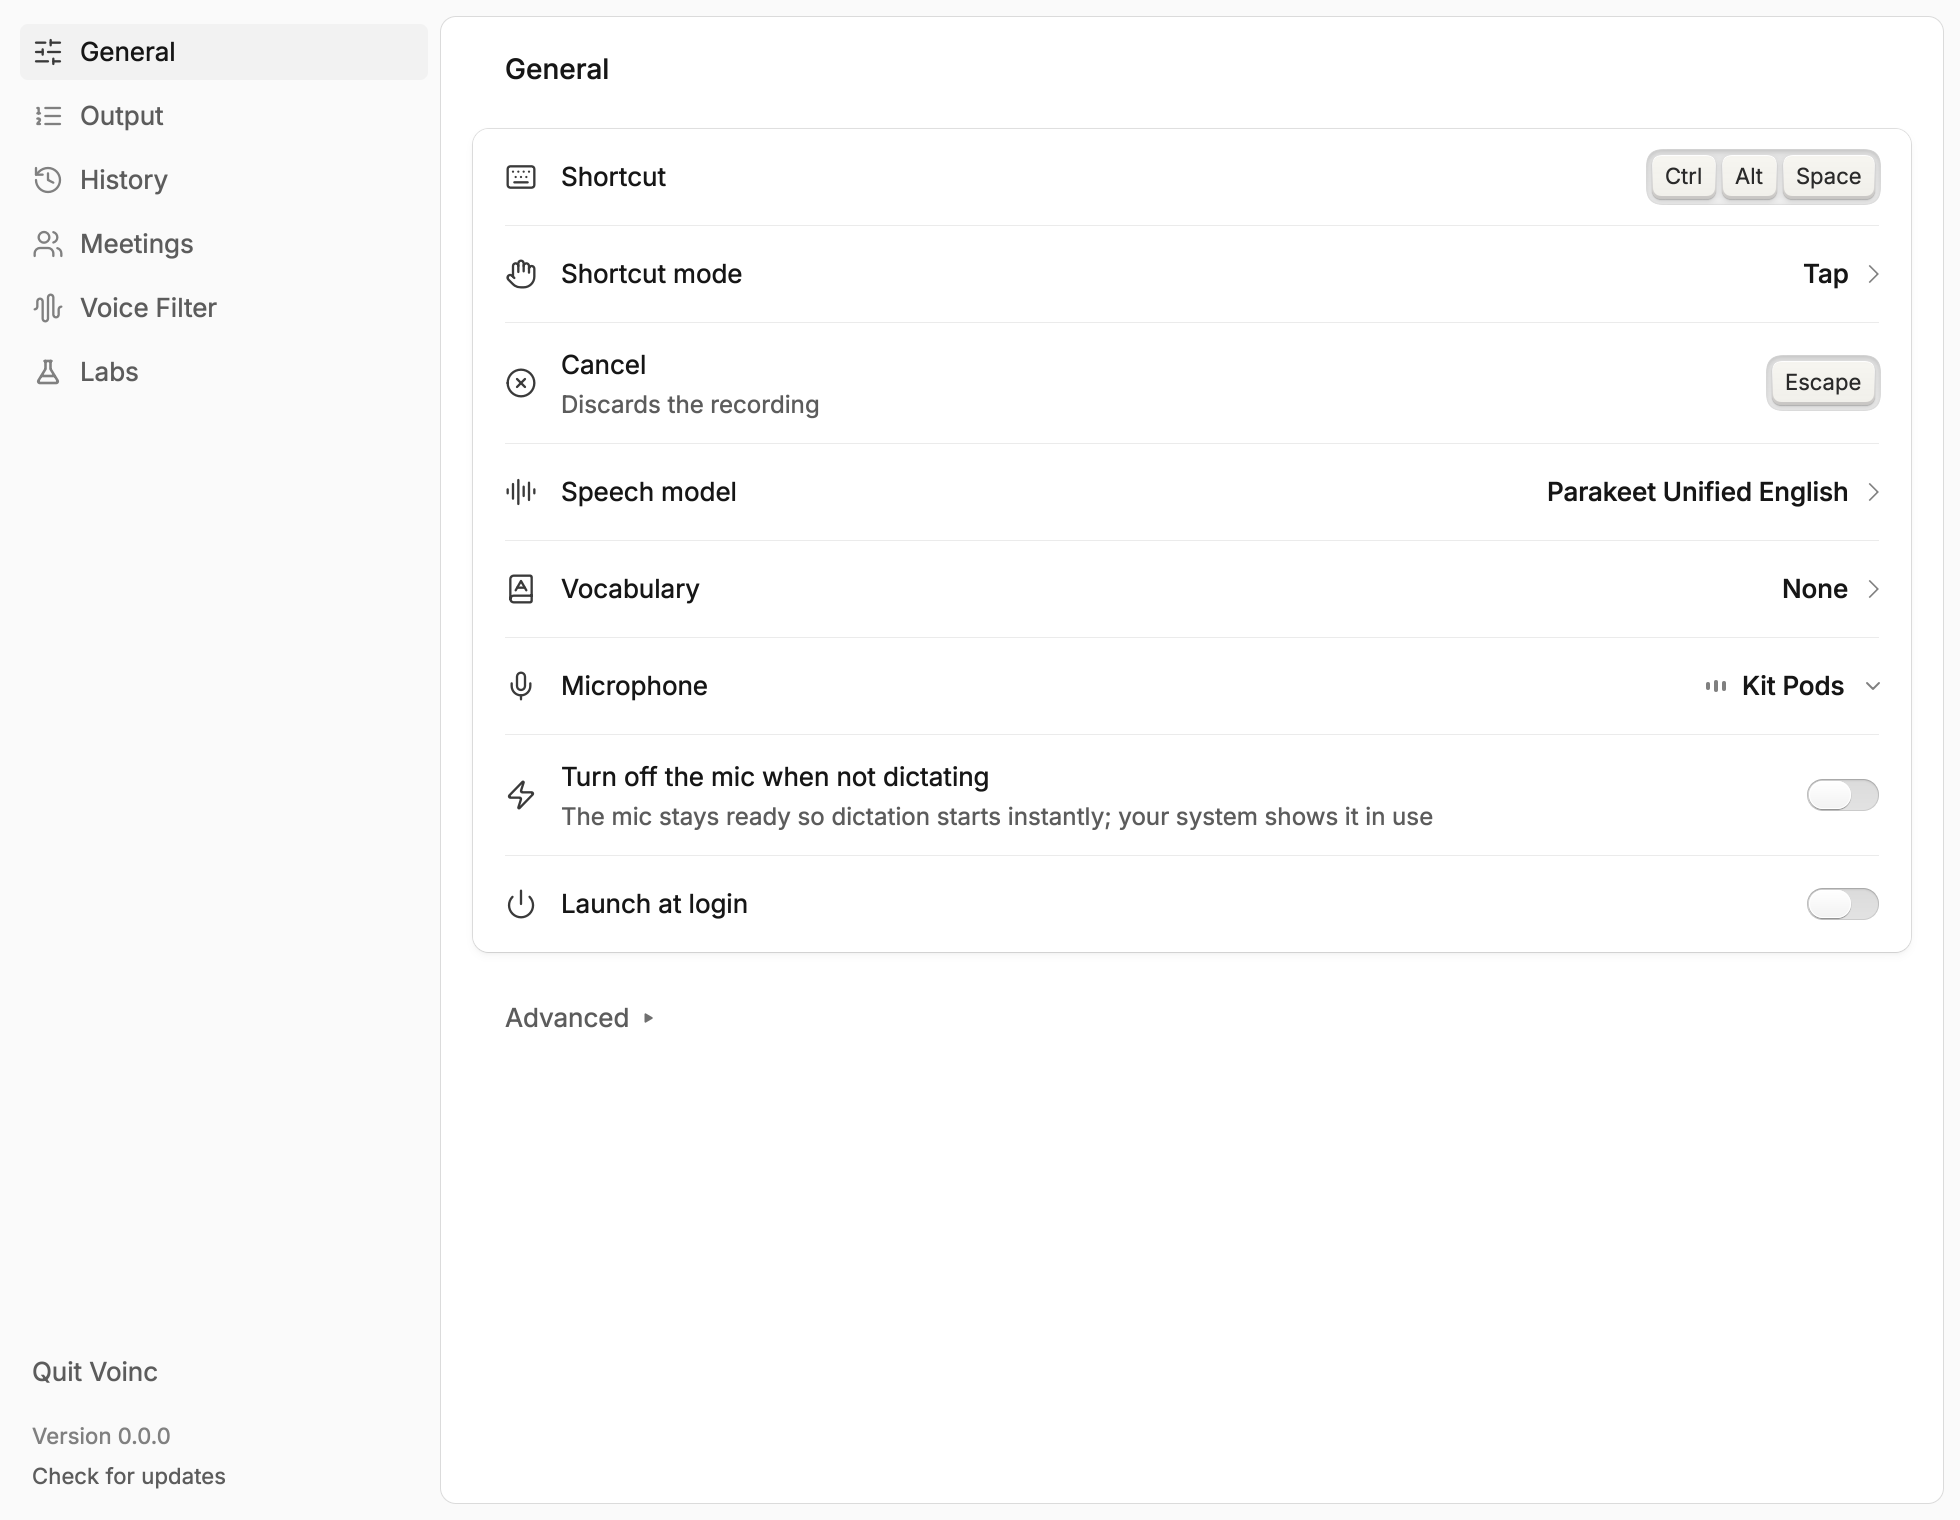 General
Output
History
Meetings
Voice Filter
Labs
Quit Voinc
Version 0.0.0
Check for updates
General
Shortcut
Ctrl Alt Space
Shortcut mode
Tap
Cancel
Discards the recording
Escape
Speech model
Parakeet Unified English
Vocabulary
None
Microphone
Kit Pods
Turn off the mic when not dictating
The mic stays ready so dictation starts instantly; your system shows it in use
Launch at login
Advanced